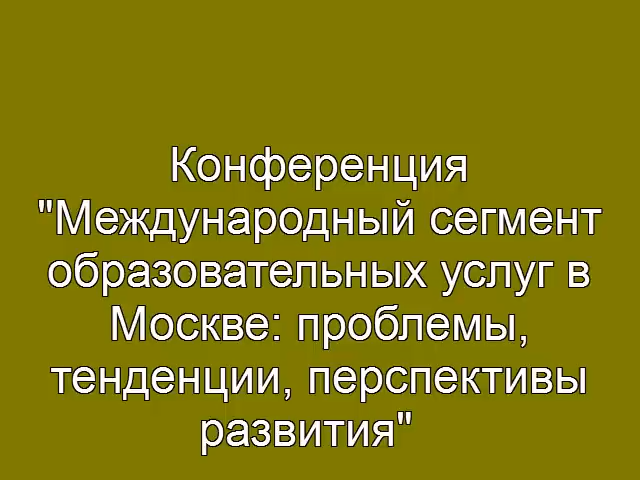 Конференция
"Международный сегмент
образовательных услуг в
Москве: проблемы,
тенденции, перспективы
развития"